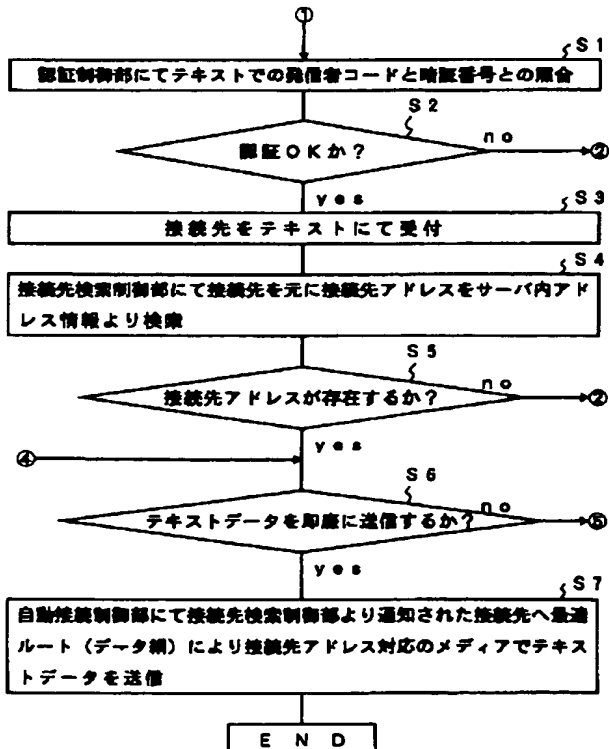 ①
S1
認証制御部にてテキストでの発信者コードと暗証番号との照合
S2
認証OKか?
no
②
yes
S3
接続先をテキストにて受付
S4
接続先検索制御部にて接続先を元に接続先アドレスをサーバ内アド
レス情報より検索
S5
接続先アドレスが存在するか?
no
②
yes
④
S6
テキストデータを即座に送信するか?
no
⑤
yes
S7
自動接続制御部にて接続先検索制御部より通知された接続先へ最適
ルート(データ網)により接続先アドレス対応のメディアでテキス
トデータを送信
END